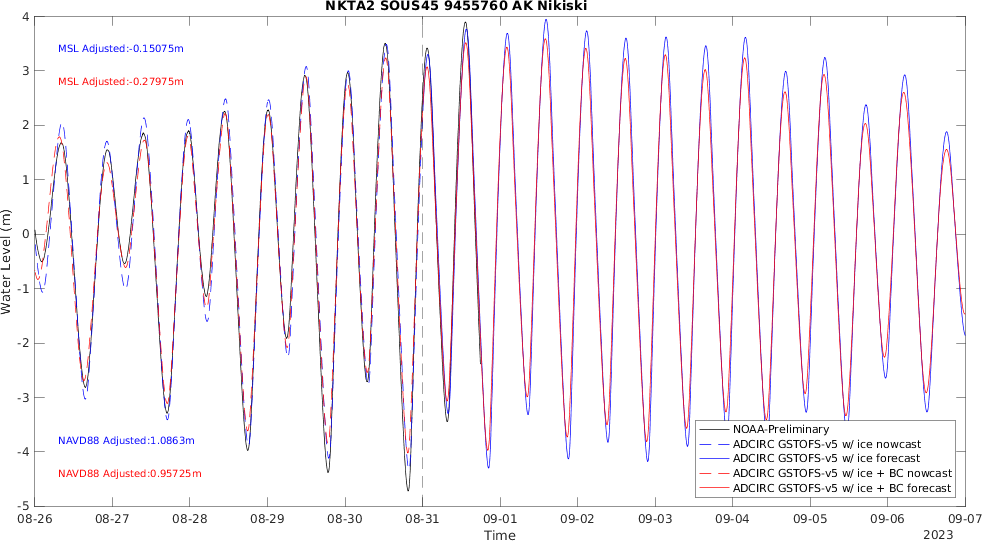 NKTA2 SOUS45 9455760 AK Nikiski
MSL Adjusted:-0.15075m
MSL Adjusted:-0.27975m
NAVD88 Adjusted:1.0863m
NAVD88 Adjusted:0.95725m
Water Level (m)
4
3
2
1
0
-1
-2
-3
-4
-5
NOAA-Preliminary
ADCIRC GSTOFS-v5 w/ ice nowcast
ADCIRC GSTOFS-v5 w/ ice forecast
ADCIRC GSTOFS-v5 w/ ice + BC nowcast
ADCIRC GSTOFS-v5 w/ ice + BC forecast
08-26 08-27 08-28 08-29 08-30 08-31 09-01 09-02 09-03 09-04 09-05 09-06 09-07
Time
2023